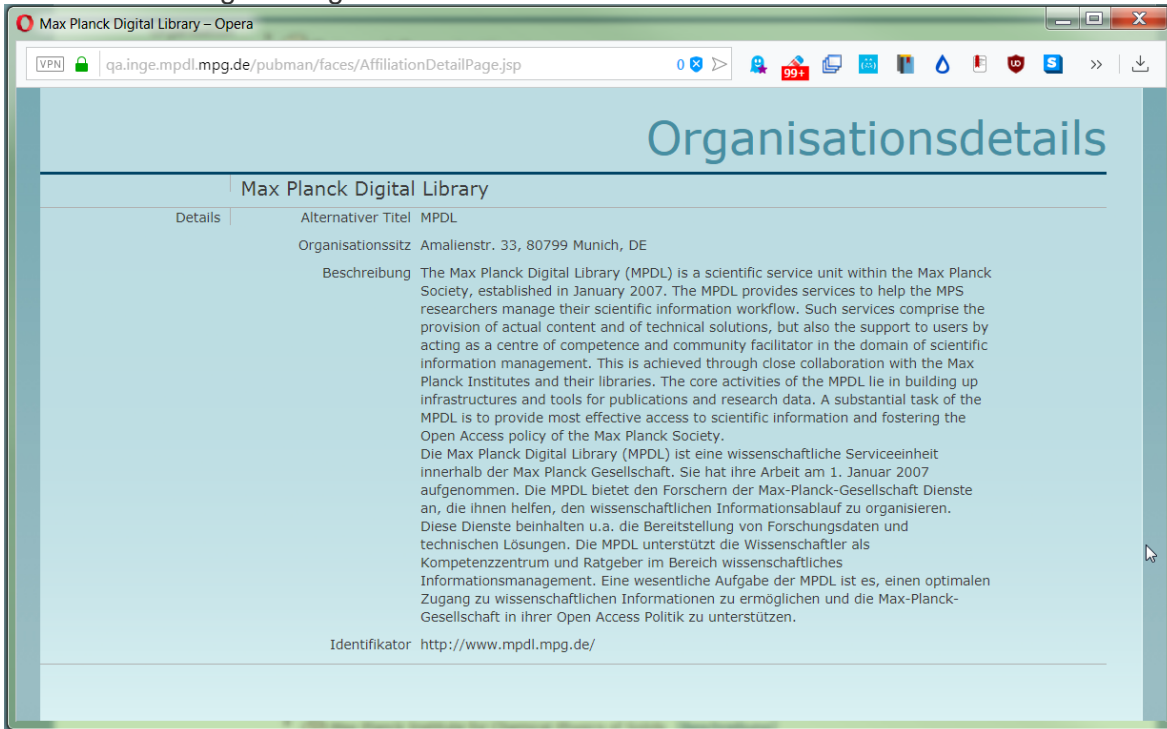 Max Planck Digital Library – Opera
VPN qa.inge.mpdl.mpg.de/pubman/faces/AffiliationDetailPage.jsp 0 99+ S
Organisationsdetails
Max Planck Digital Library
Details Alternativer Titel MPDL
Organisationssitz Amalienstr. 33, 80799 Munich, DE
Beschreibung The Max Planck Digital Library (MPDL) is a scientific service unit within the Max Planck
Society, established in January 2007. The MPDL provides services to help the MPS
researchers manage their scientific information workflow. Such services comprise the
provision of actual content and of technical solutions, but also the support to users by
acting as a centre of competence and community facilitator in the domain of scientific
information management. This is achieved through close collaboration with the Max
Planck Institutes and their libraries. The core activities of the MPDL lie in building up
infrastructures and tools for publications and research data. A substantial task of the
MPDL is to provide most effective access to scientific information and fostering the
Open Access policy of the Max Planck Society.
Die Max Planck Digital Library (MPDL) ist eine wissenschaftliche Serviceeinheit
innerhalb der Max Planck Gesellschaft. Sie hat ihre Arbeit am 1. Januar 2007
aufgenommen. Die MPDL bietet den Forschern der Max-Planck-Gesellschaft Dienste
an, die ihnen helfen, den wissenschaftlichen Informationsablauf zu organisieren.
Diese Dienste beinhalten u.a. die Bereitstellung von Forschungsdaten und
technischen Lösungen. Die MPDL unterstützt die Wissenschaftler als
Kompetenzzentrum und Ratgeber im Bereich wissenschaftliches
Informationsmanagement. Eine wesentliche Aufgabe der MPDL ist es, einen optimalen
Zugang zu wissenschaftlichen Informationen zu ermöglichen und die Max-Planck-
Gesellschaft in ihrer Open Access Politik zu unterstützen.
Identifikator http://www.mpdl.mpg.de/